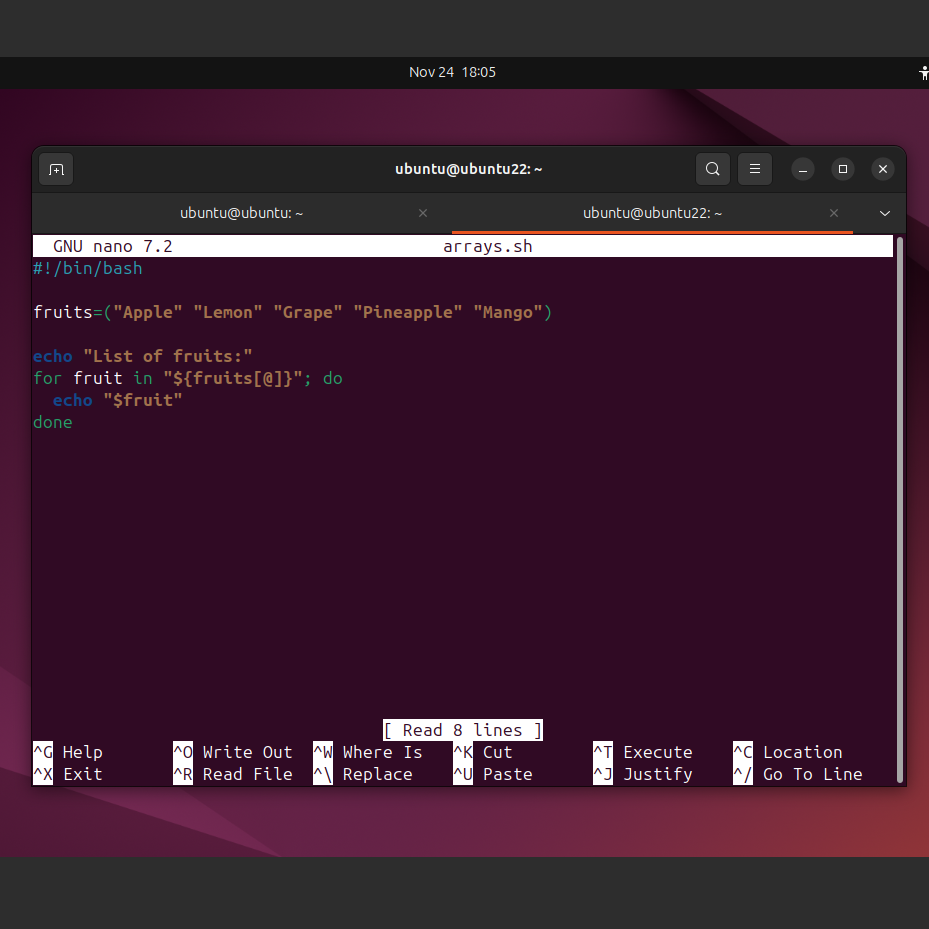 Nov 24 18:05
ubuntu@ubuntu22: ~
ubuntu@ubuntu: ~ ubuntu@ubuntu22: ~
GNU nano 7.2 arrays.sh
#!/bin/bash
fruits=("Apple" "Lemon" "Grape" "Pineapple" "Mango")
echo "List of fruits:"
for fruit in "${fruits[@]}"; do
  echo "$fruit"
done
[ Read 8 lines ]
^G Help ^O Write Out ^W Where Is ^K Cut ^T Execute ^C Location
^X Exit ^R Read File ^\ Replace ^U Paste ^J Justify ^/ Go To Line